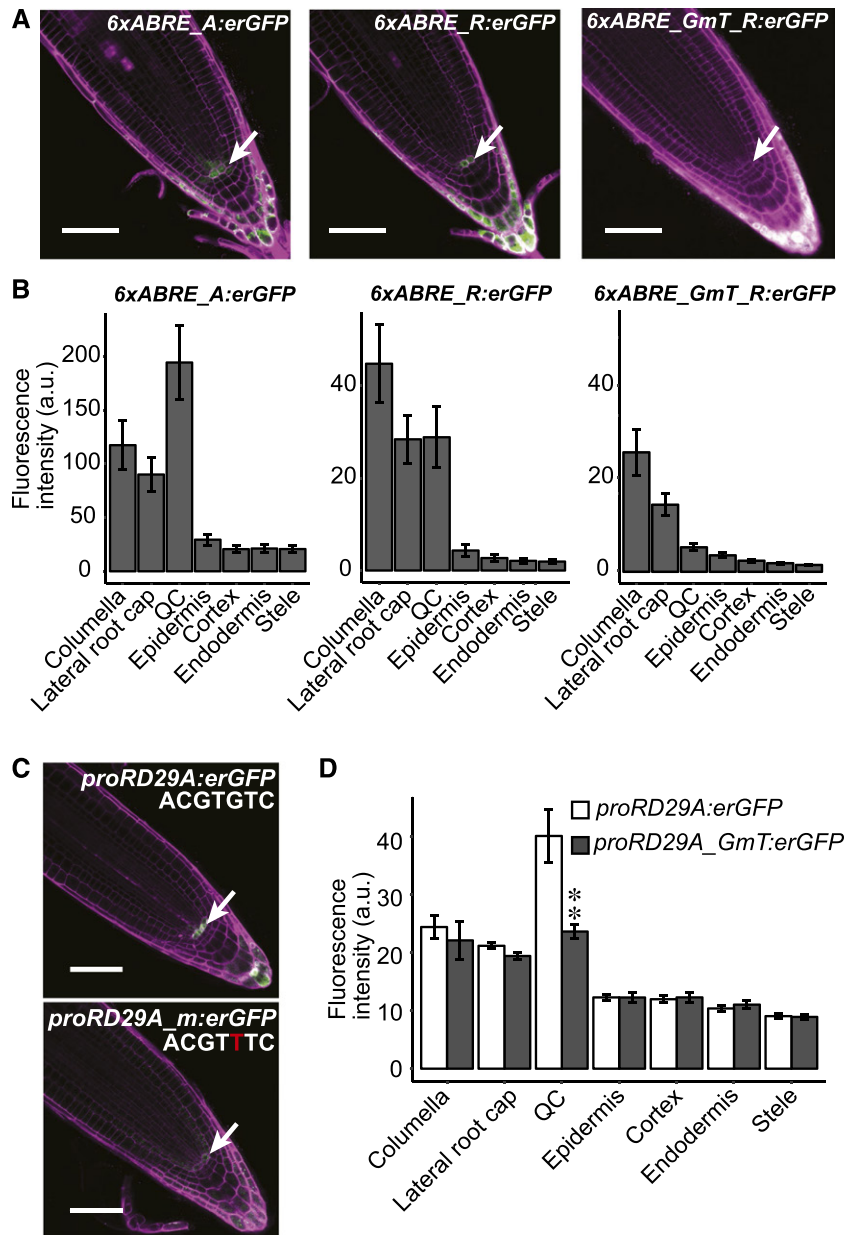 A
6xABRE_A:erGFP
6xABRE_R:erGFP
6xABRE_GmT_R:erGFP
B
6xABRE_A:erGFP
6xABRE_R:erGFP
6xABRE_GmT_R:erGFP
Fluorescence
intensity (a.u.)
200
150
100
50
0
Columella
Lateral root cap
QC
Epidermis
Cortex
Endodermis
Stele
40
20
0
Columella
Lateral root cap
QC
Epidermis
Cortex
Endodermis
Stele
40
20
0
Columella
Lateral root cap
QC
Epidermis
Cortex
Endodermis
Stele
C
proRD29A:erGFP
ACGTGTC
proRD29A_m:erGFP
ACGTTTC
D
proRD29A:erGFP
proRD29A_GmT:erGFP
Fluorescence
intensity (a.u.)
40
30
20
10
0
**
Columella
Lateral root cap
QC
Epidermis
Cortex
Endodermis
Stele